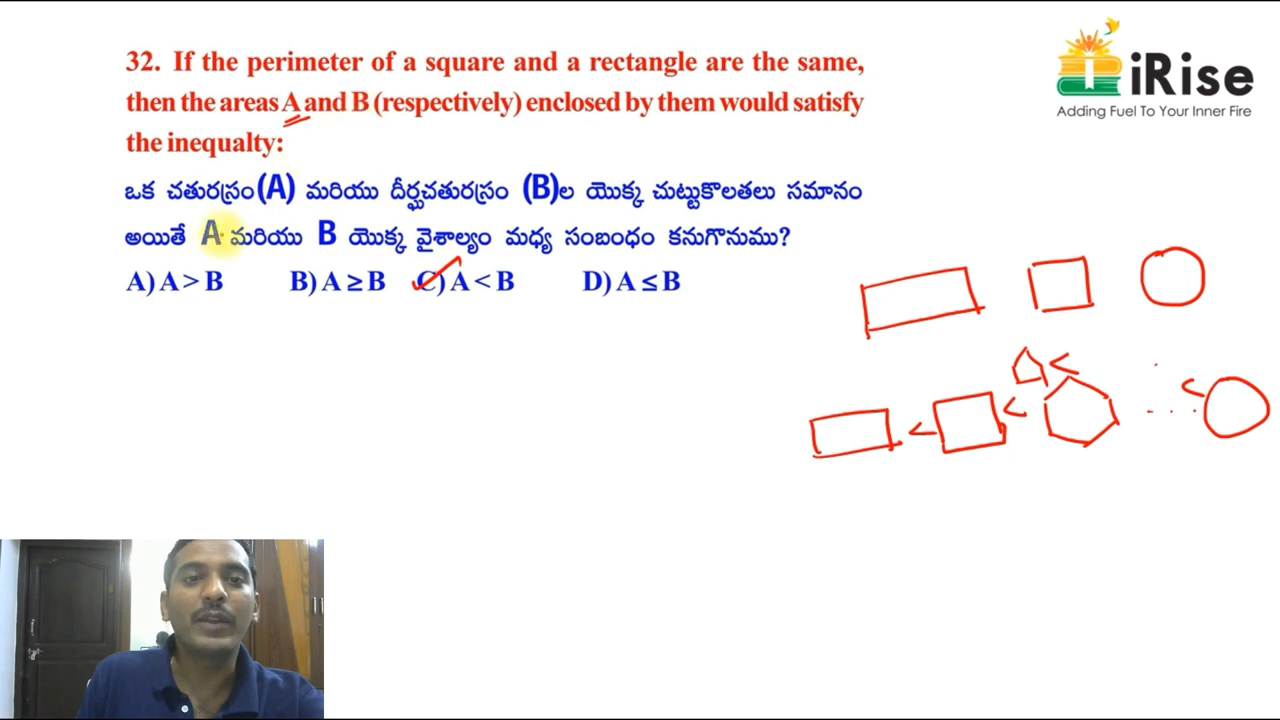 32. If the perimeter of a square and a rectangle are the same,
then the areas A and B (respectively) enclosed by them would satisfy
the inequalty:
ఒక చతురస్రం(A) మరియు దీర్ఘచతురస్రం (B)ల యొక్క చుట్టుకొలతలు సమానం
అయితే A మరియు B యొక్క వైశాల్యం మధ్య సంబంధం కనుగొనుము?
A) A > B B) A ≥ B C) A < B D) A ≤ B
iRise
Adding Fuel To Your Inner Fire
<
< < <